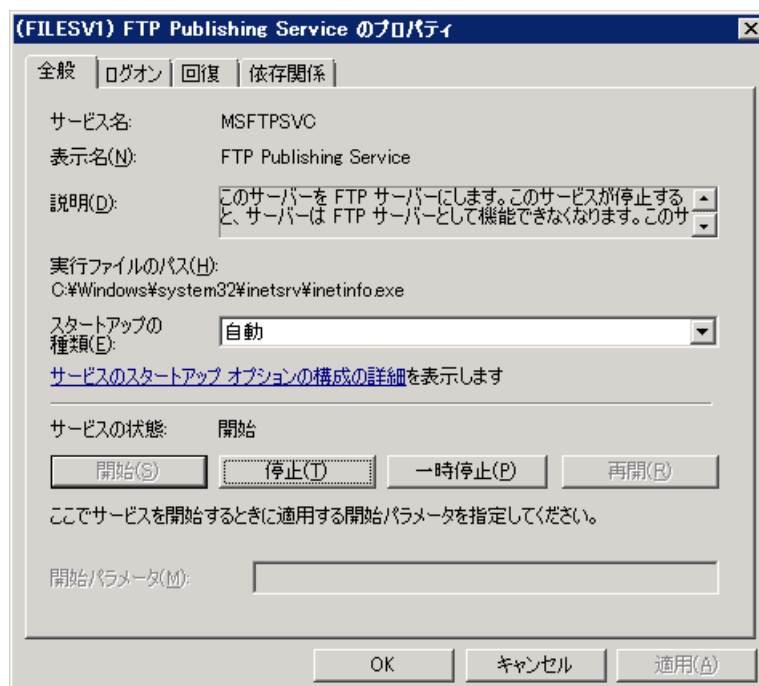 (FILESV1) FTP Publishing Service のプロパティ
全般 ログオン 回復 依存関係
サービス名: MSFTPSVC
表示名(N): FTP Publishing Service
説明(D): このサーバーを FTP サーバーにします。このサービスが停止する
と、サーバーは FTP サーバーとして機能できなくなります。このサ
実行ファイルのパス(H):
C:¥Windows¥system32¥inetsrv¥inetinfo.exe
スタートアップの
種類(E): 自動
サービスのスタートアップ オプションの構成の詳細を表示します
サービスの状態: 開始
開始(S) 停止(T) 一時停止(P) 再開(R)
ここでサービスを開始するときに適用する開始パラメータを指定してください。
開始パラメータ(M):
OK キャンセル 適用(A)